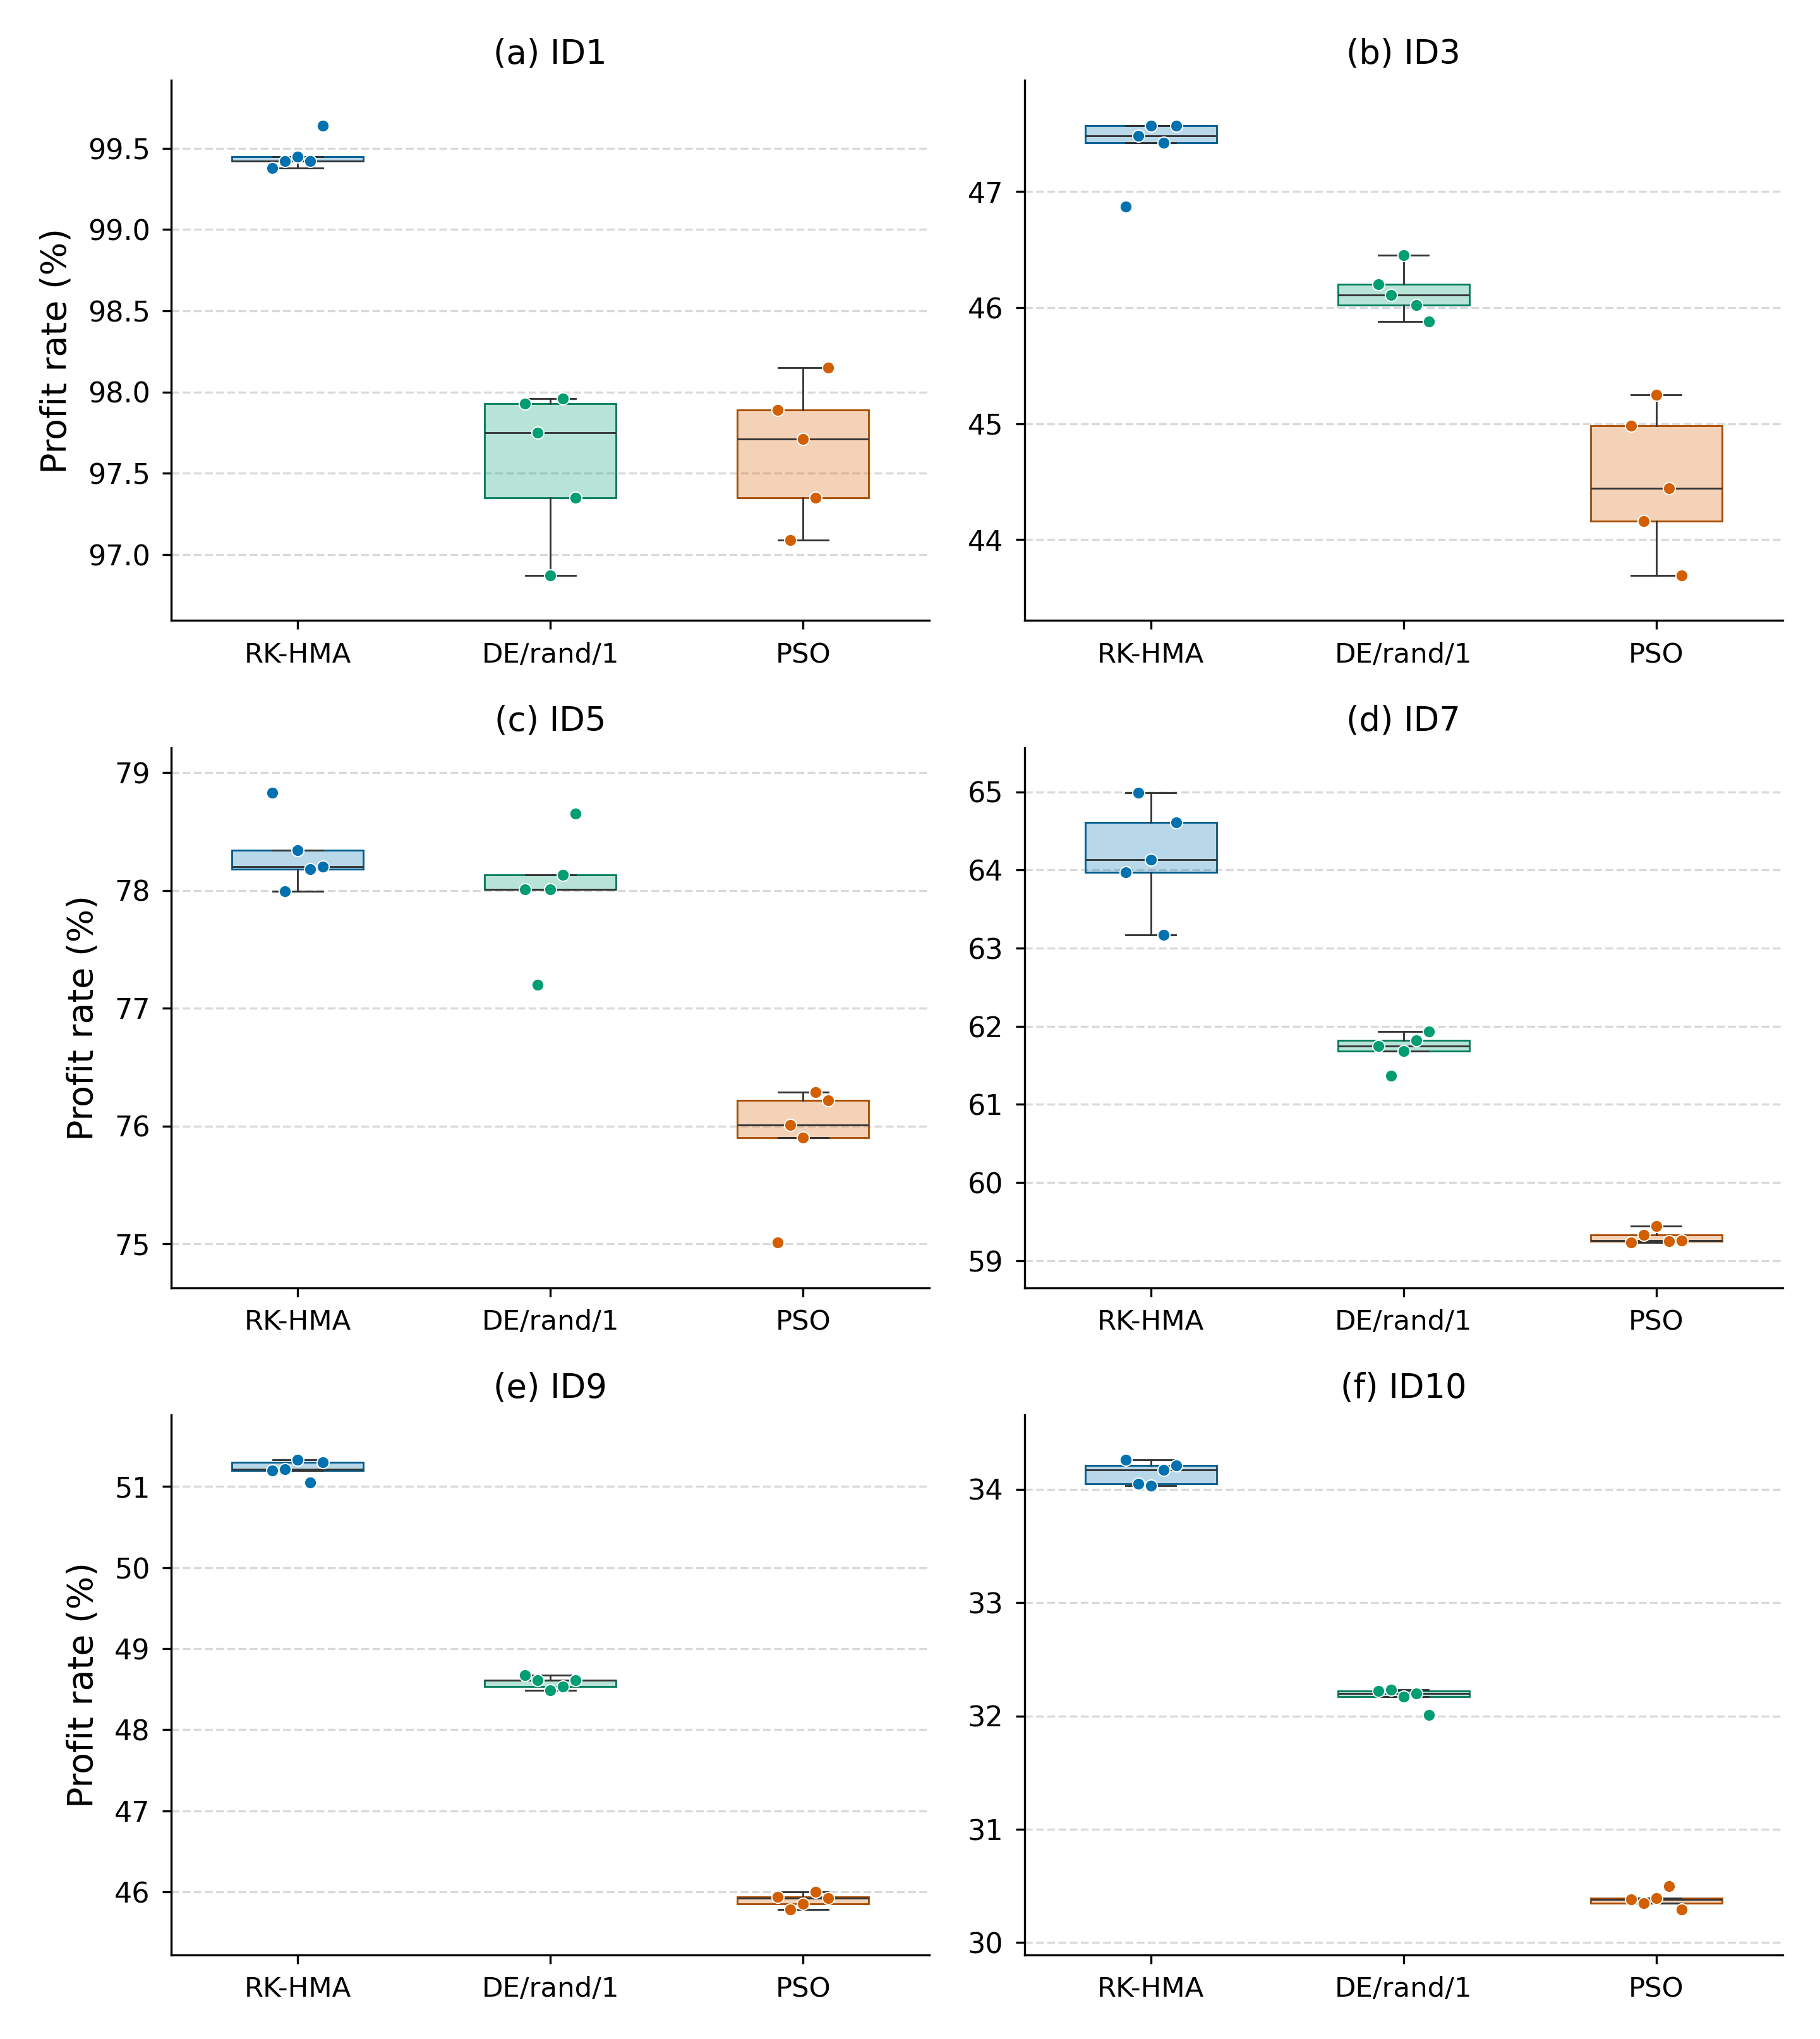 (a) ID1
Profit rate (%)
99.5
99.0
98.5
98.0
97.5
97.0
RK-HMA DE/rand/1 PSO
(b) ID3
47
46
45
44
RK-HMA DE/rand/1 PSO
(c) ID5
Profit rate (%)
79
78
77
76
75
RK-HMA DE/rand/1 PSO
(d) ID7
65
64
63
62
61
60
59
RK-HMA DE/rand/1 PSO
(e) ID9
Profit rate (%)
51
50
49
48
47
46
RK-HMA DE/rand/1 PSO
(f) ID10
34
33
32
31
30
RK-HMA DE/rand/1 PSO